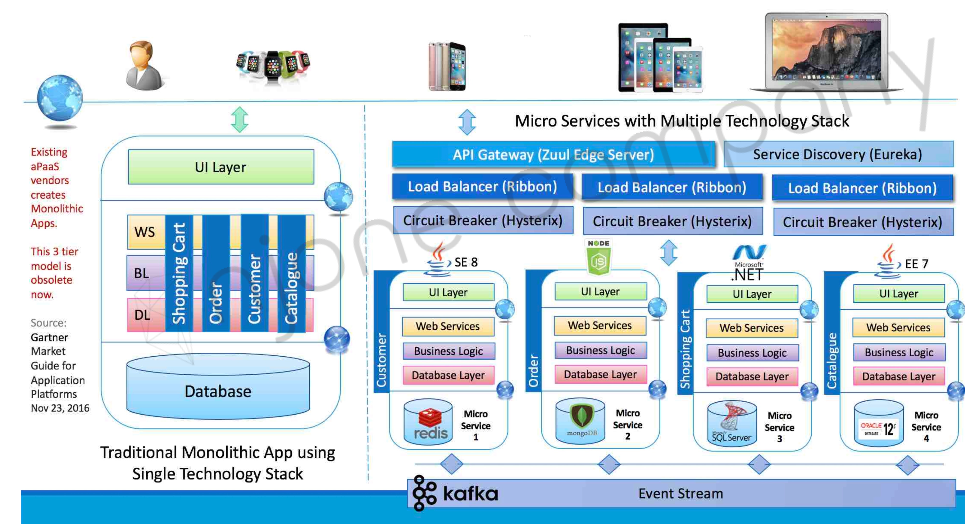 Existing
aPaaS
vendors
creates
Monolithic
Apps.
This 3 tier
model is
obsolete
now.
Source:
Gartner
Market
Guide for
Application
Platforms
Nov 23, 2016
UI Layer
WS
BL
DL
Shopping Cart
Order
Customer
Catalogue
Database
Traditional Monolithic App using
Single Technology Stack
Micro Services with Multiple Technology Stack
API Gateway (Zuul Edge Server)
Service Discovery (Eureka)
Load Balancer (Ribbon)
Load Balancer (Ribbon)
Load Balancer (Ribbon)
Circuit Breaker (Hysterix)
Circuit Breaker (Hysterix)
Circuit Breaker (Hysterix)
SE 8
Customer
UI Layer
Web Services
Business Logic
Database Layer
redis
Micro
Service
1
NODE
JS
Order
UI Layer
Web Services
Business Logic
Database Layer
mongoDB
Micro
Service
2
Microsoft
.NET
Shopping Cart
UI Layer
Web Services
Business Logic
Database Layer
SQL Server
Micro
Service
3
EE 7
Catalogue
UI Layer
Web Services
Business Logic
Database Layer
ORACLE
DATABASE
12c
Micro
Service
4
kafka
Event Stream
ajone company